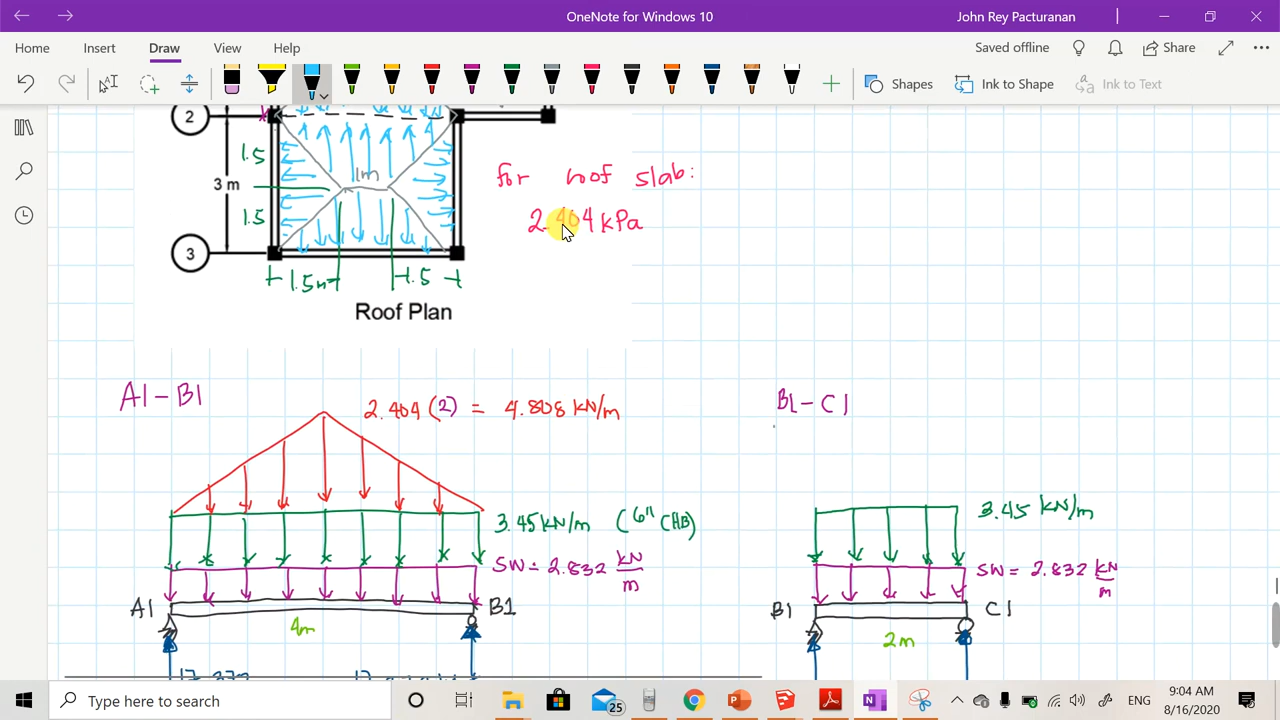 OneNote for Windows 10
John Rey Pacturanan
Home Insert Draw View Help
Saved offline
Share
Shapes
Ink to Shape
Ink to Text
2
1.5
3 m
1m
1.5
3
1.5m
1.5
for roof slab:
2.404 kPa
Roof Plan
A1-B1
2.404 (2) = 4.808 kN/m
3.45 kN/m (6" CHB)
SW = 2.832 kN/m
A1
B1
4m
B1-C1
3.45 kN/m
SW = 2.832 kN/m
B1
C1
2m
Type here to search
25
ENG
9:04 AM
8/16/2020